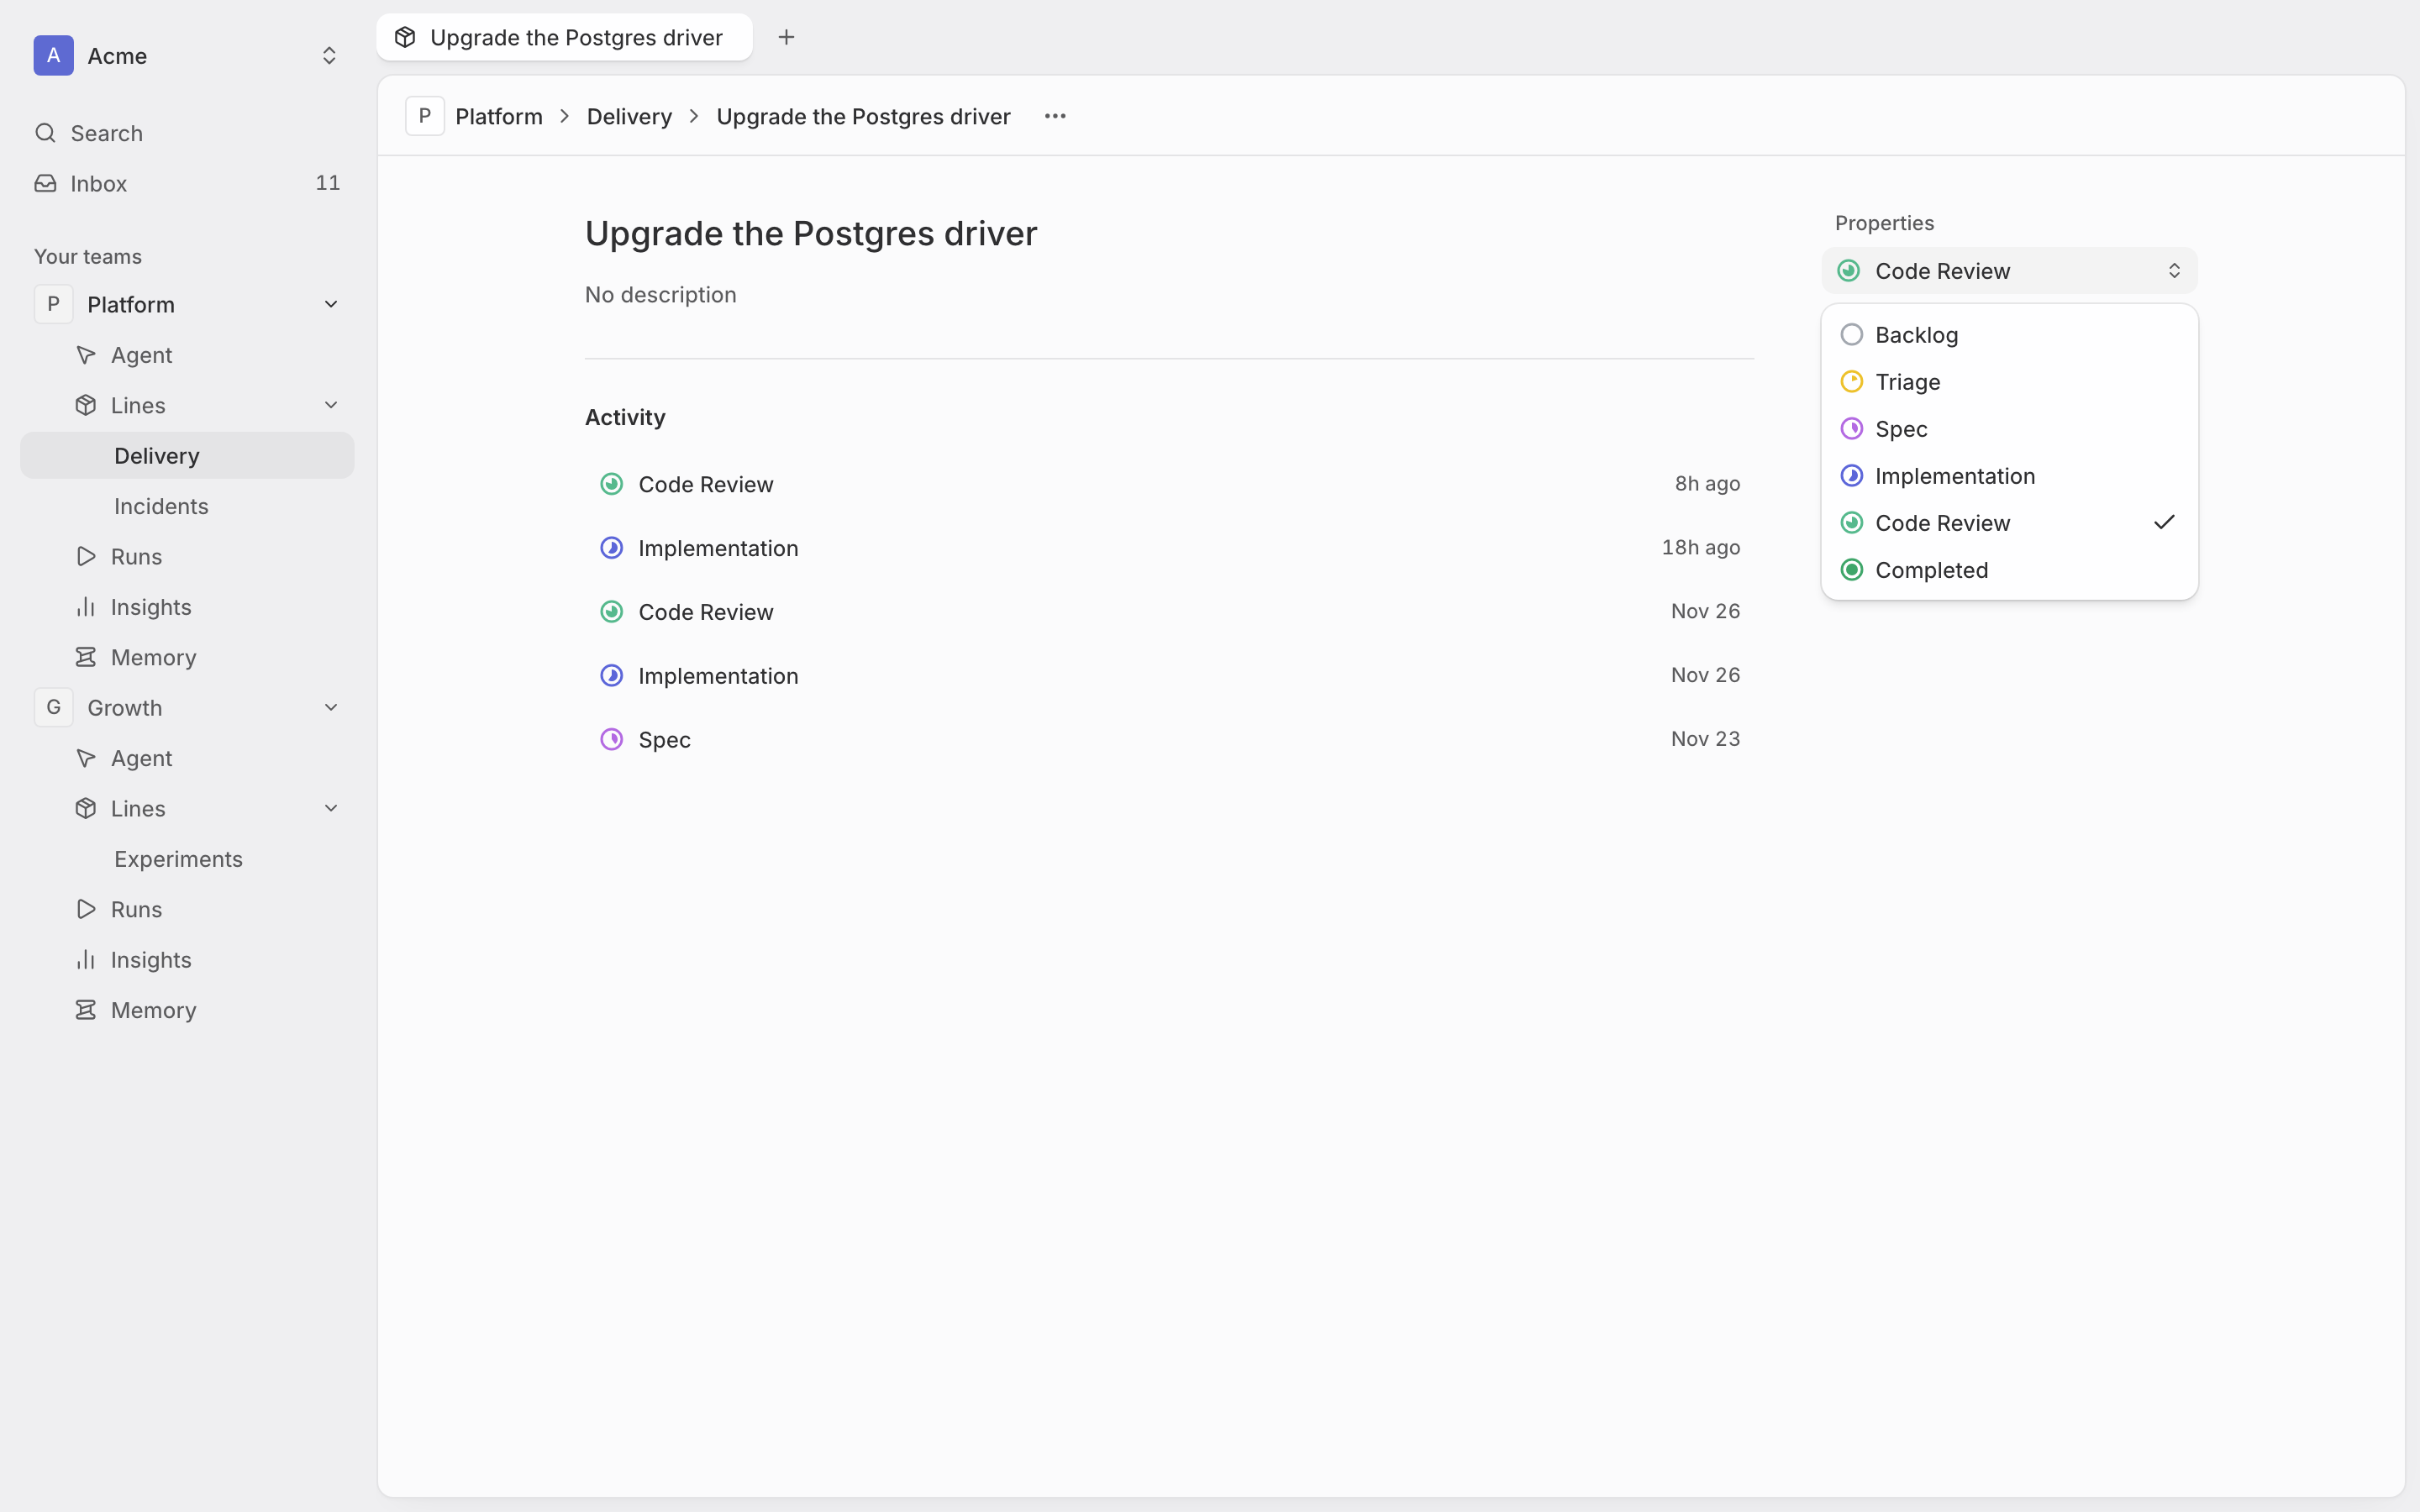 A Acme
Search
Inbox 11
Your teams
P Platform
Agent
Lines
Delivery
Incidents
Runs
Insights
Memory
G Growth
Agent
Lines
Experiments
Runs
Insights
Memory
Upgrade the Postgres driver
P Platform Delivery Upgrade the Postgres driver
Upgrade the Postgres driver
No description
Activity
Code Review 8h ago
Implementation 18h ago
Code Review Nov 26
Implementation Nov 26
Spec Nov 23
Properties
Code Review
Backlog
Triage
Spec
Implementation
Code Review
Completed